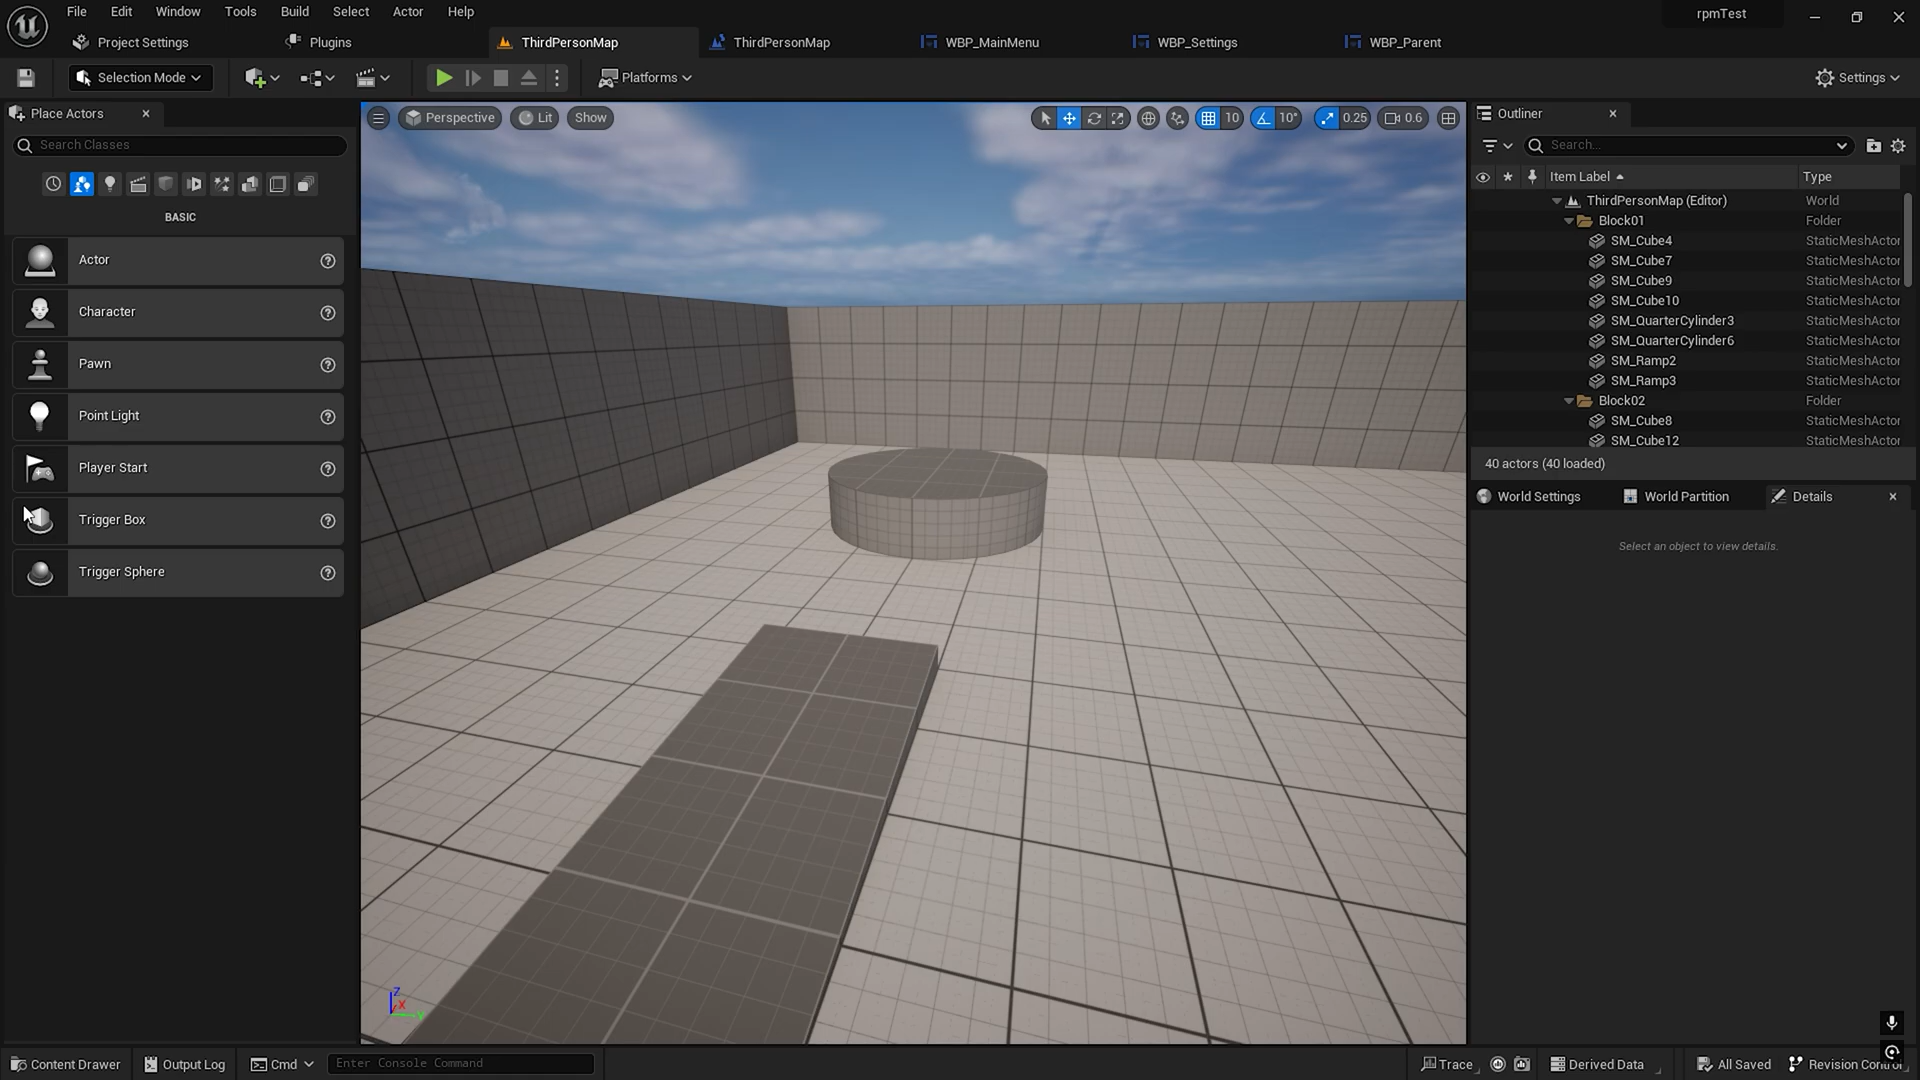 File Edit Window Tools Build Select Actor Help
rpmTest
Project Settings
Plugins
ThirdPersonMap
ThirdPersonMap
WBP_MainMenu
WBP_Settings
WBP_Parent
Selection Mode
Platforms
Settings
Place Actors
Search Classes
BASIC
Actor
Character
Pawn
Point Light
Player Start
Trigger Box
Trigger Sphere
Perspective
Lit
Show
10
10°
0.25
0.6
Z
X
Y
Outliner
Search...
Item Label
Type
ThirdPersonMap (Editor) World
Block01 Folder
SM_Cube4 StaticMeshActor
SM_Cube7 StaticMeshActor
SM_Cube9 StaticMeshActor
SM_Cube10 StaticMeshActor
SM_QuarterCylinder3 StaticMeshActor
SM_QuarterCylinder6 StaticMeshActor
SM_Ramp2 StaticMeshActor
SM_Ramp3 StaticMeshActor
Block02 Folder
SM_Cube8 StaticMeshActor
SM_Cube12 StaticMeshActor
40 actors (40 loaded)
World Settings
World Partition
Details
Select an object to view details.
Content Drawer
Output Log
Cmd
Enter Console Command
Trace
Derived Data
All Saved
Revision Control